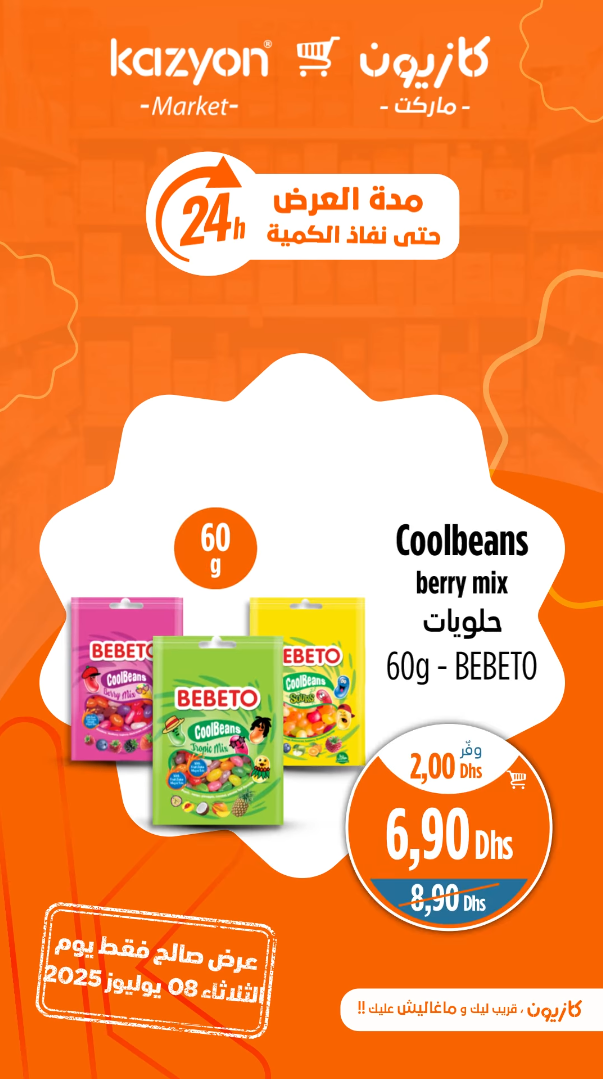 kazyon® كازيون
-Market- - ماركت -
24h
مدة العرض
حتى نفاذ الكمية
60
g
Coolbeans
berry mix
حلويات
60g - BEBETO
BEBETO
CoolBeans
Berry Mix
BEBETO
CoolBeans
Tropic Mix
BEBETO
CoolBeans
Sours
وفّر
2,00 Dhs
6,90 Dhs
8,90 Dhs
عرض صالح فقط يوم
الثلاثاء 08 يوليوز 2025
كازيون ، قريب ليك و ماغاليش عليك !!